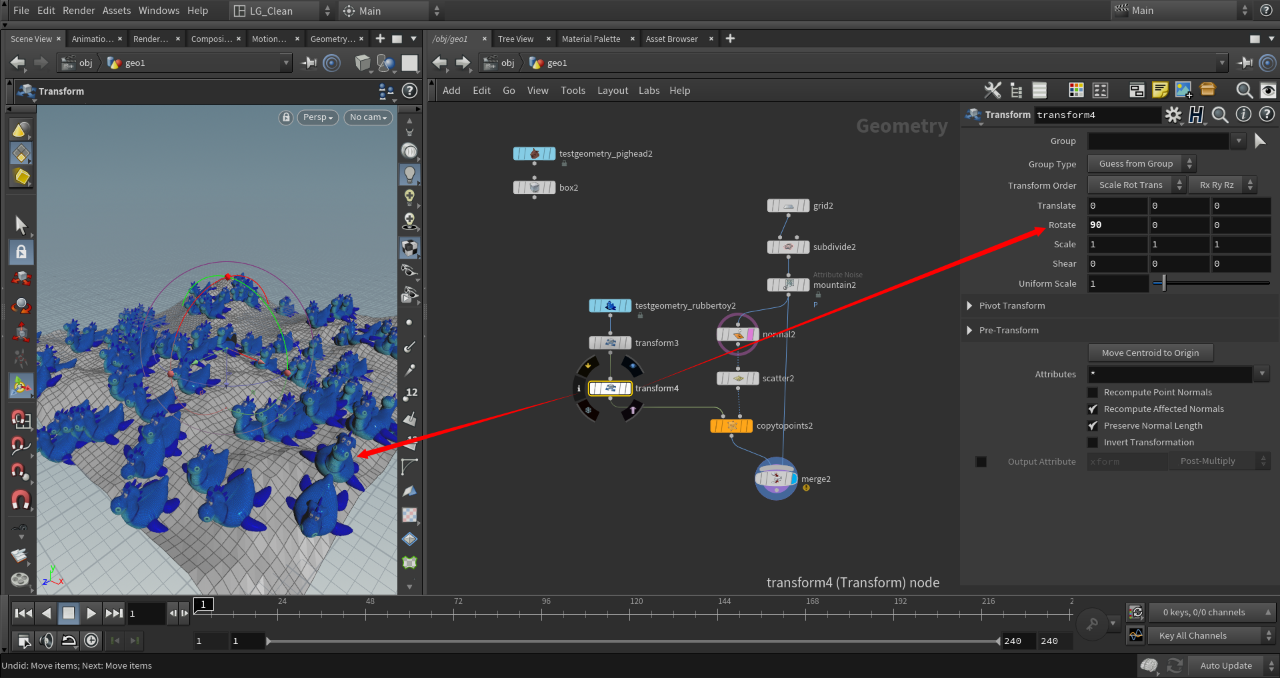 File Edit Render Assets Windows Help LG_Clean Main Main
Scene View Animatio... Render... Composi... Motion... Geometry...
/obj/geo1 Tree View Material Palette Asset Browser
obj geo1
obj geo1
Transform
Add Edit Go View Tools Layout Labs Help
Persp No cam
Geometry
testgeometry_pighead2
box2
grid2
subdivide2
Attribute Noise
mountain2
P
testgeometry_rubbertoy2
transform3
normal2
transform4
scatter2
copytopoints2
merge2
transform4 (Transform) node
12
Transform transform4
Group
Group Type Guess from Group
Transform Order Scale Rot Trans Rx Ry Rz
Translate 0 0 0
Rotate 90 0 0
Scale 1 1 1
Shear 0 0 0
Uniform Scale 1
Pivot Transform
Pre-Transform
Move Centroid to Origin
Attributes *
Recompute Point Normals
Recompute Affected Normals
Preserve Normal Length
Invert Transformation
Output Attribute xform Post-Multiply
1 1 24 48 72 96 120 144 168 192 216 2
0 keys, 0/0 channels
1 1 240 240
Key All Channels
Undid: Move items; Next: Move items
Auto Update